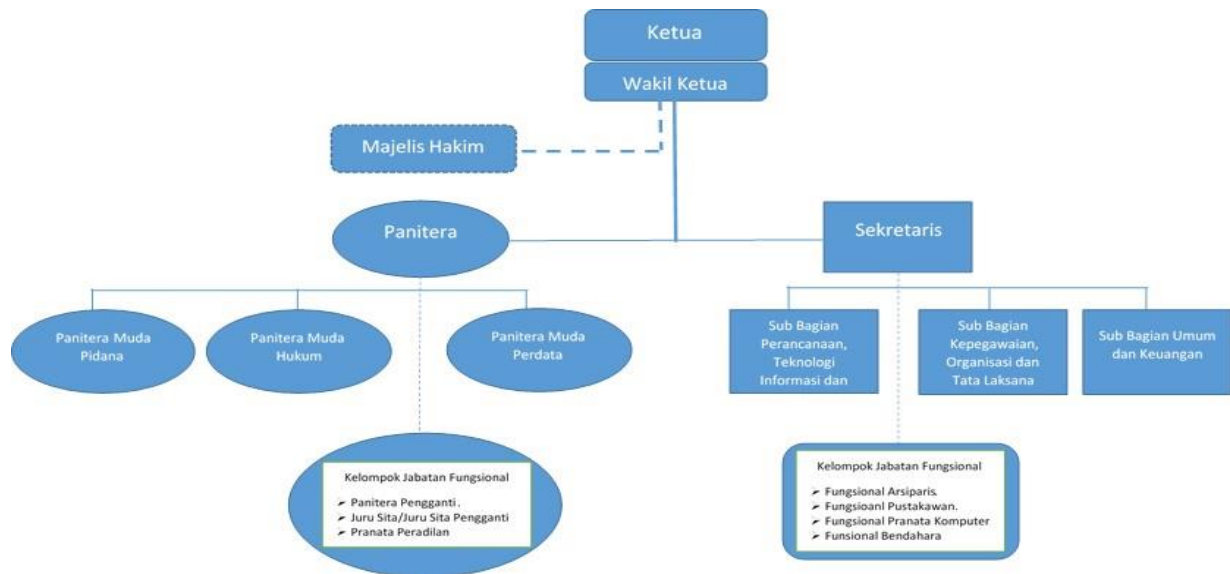 Ketua
Wakil Ketua
Majelis Hakim
Panitera
Sekretaris
Panitera Muda
Pidana
Panitera Muda
Hukum
Panitera Muda
Perdata
Sub Bagian
Perancanaan,
Teknologi
Informasi dan
Sub Bagian
Kepegawaian,
Organisasi dan
Tata Laksana
Sub Bagian Umum
dan Keuangan
Kelompok Jabatan Fungsional
➢ Panitera Pengganti.
➢ Juru Sita/Juru Sita Pengganti
➢ Pranata Peradilan
Kelompok Jabatan Fungsional
➢ Fungsional Arsiparis.
➢ Fungsioanl Pustakawan.
➢ Fungsional Pranata Komputer
➢ Funsional Bendahara